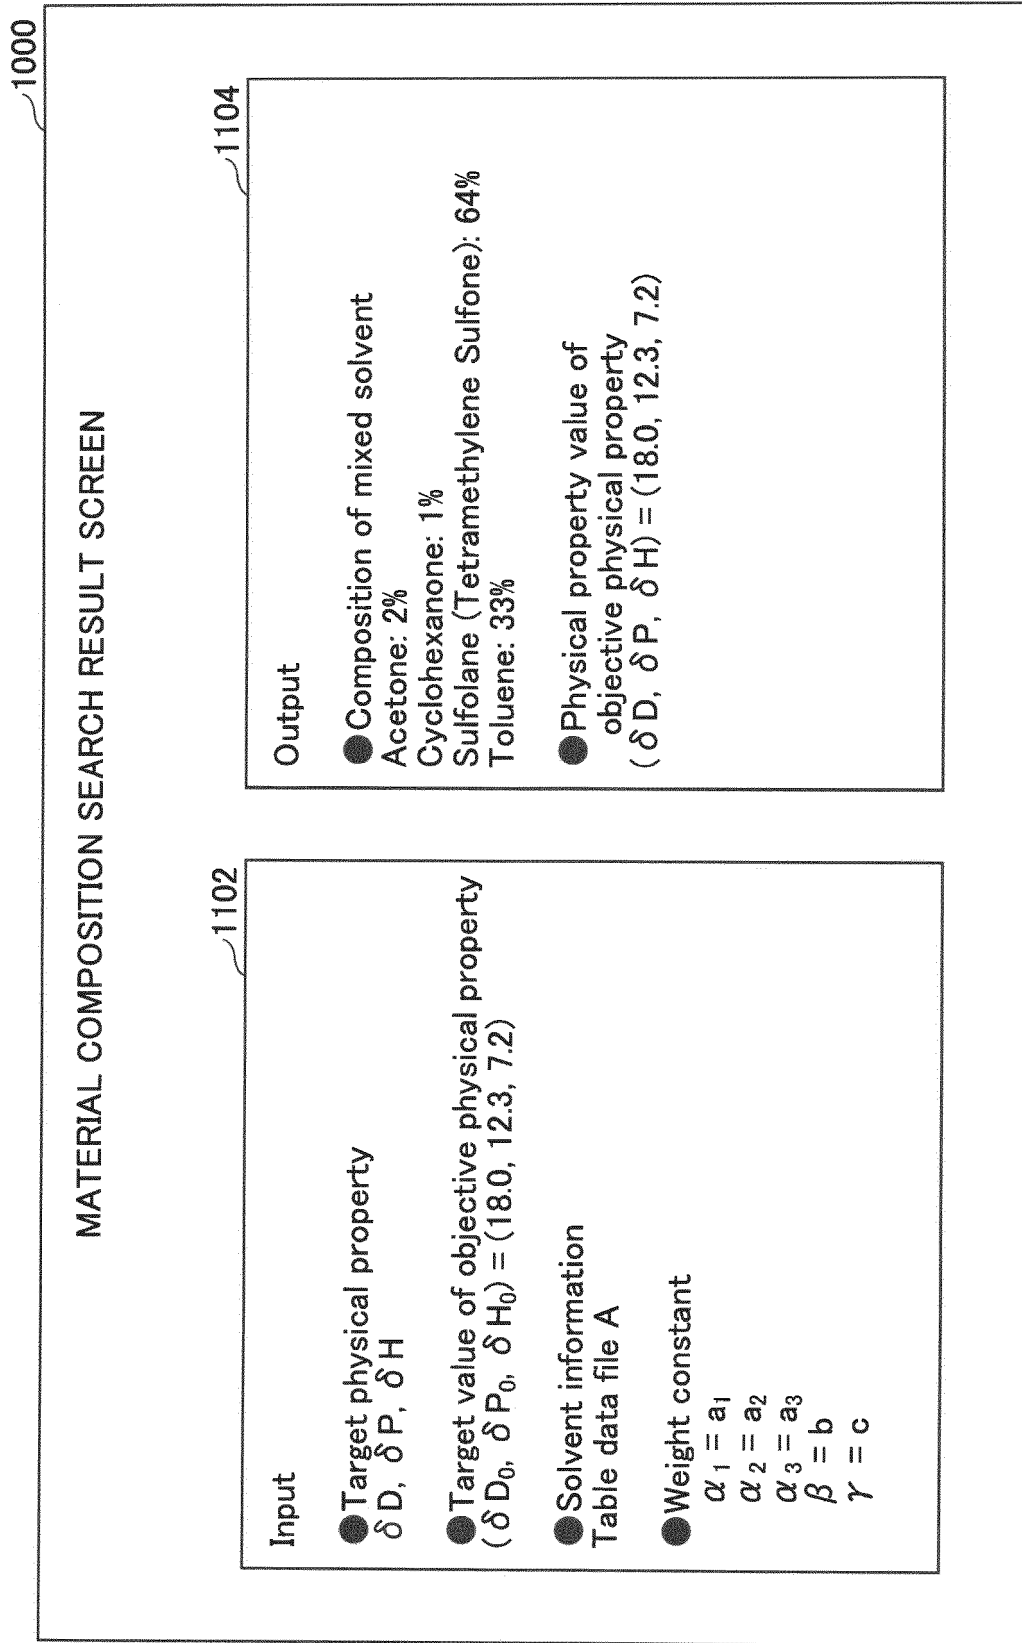 1000
MATERIAL COMPOSITION SEARCH RESULT SCREEN
1102
Input
●Target physical property
δD, δP, δH
●Target value of objective physical property
(δD₀, δP₀, δH₀) = (18.0, 12.3, 7.2)
●Solvent information
Table data file A
●Weight constant
α₁ = a₁
α₂ = a₂
α₃ = a₃
β = b
γ = c
1104
Output
●Composition of mixed solvent
Acetone: 2%
Cyclohexanone: 1%
Sulfolane (Tetramethylene Sulfone): 64%
Toluene: 33%
●Physical property value of
objective physical property
(δD, δP, δH) = (18.0, 12.3, 7.2)